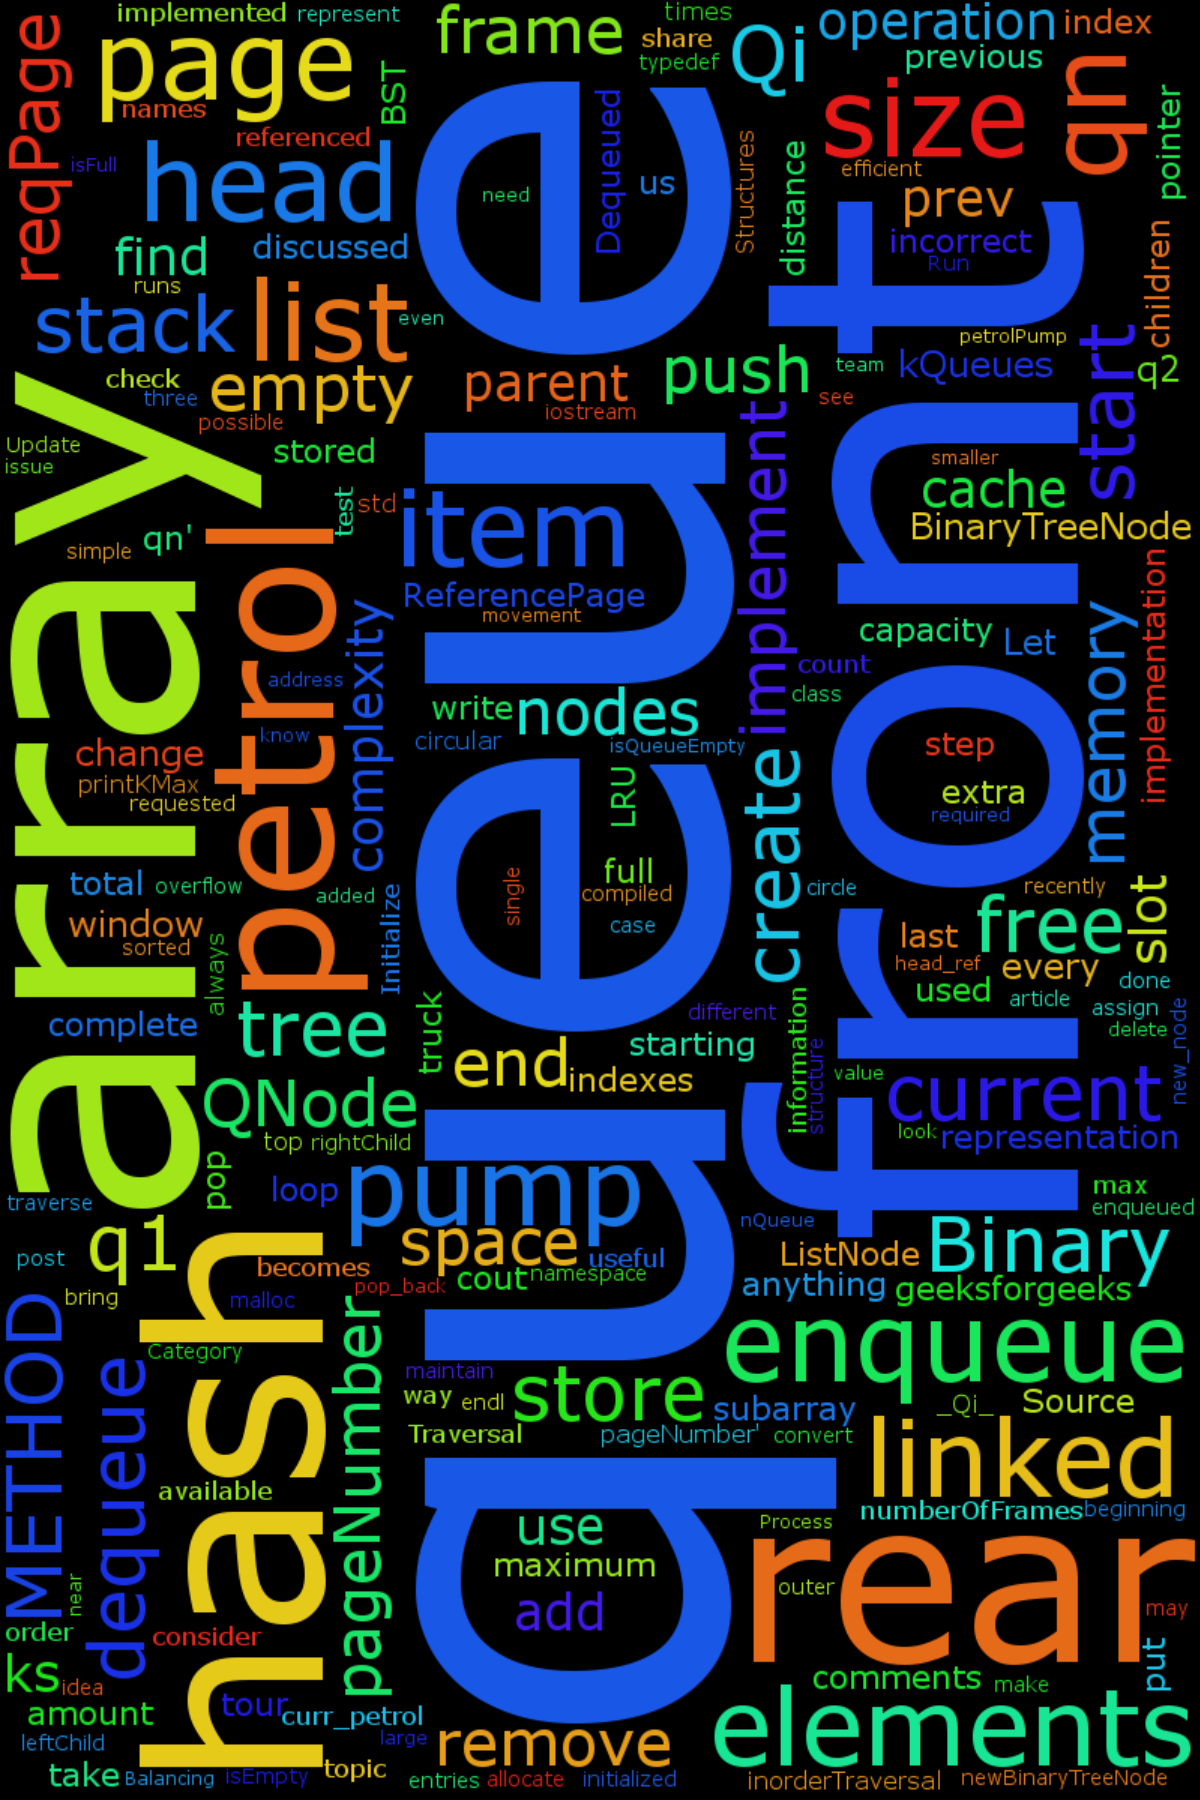 implemented
represent
times
frame
share
typedef
Qi
operation
index
previous
reqPage
page
names
BST
referenced
isFull
head
size
qn
pointer
efficient
need
Dequeued
us
Structures
distance
prev
incorrect
Run
children
find
discussed
runs
stack
list
even
petrolPump
check
three
empty
parent
iostream
push
team
kQueues
start
q2
see
possible
Update
issue
stored
smaller
cache
BinaryTreeNode
array
simple
qn'
test
std
item
ReferencePage
movement
implement
front
queue
petrol
complexity
address
know
capacity
Let
memory
implementation
count
class
write
nodes
circular
isQueueEmpty
change
printKMax
requested
step
extra
required
create
LRU
full
compiled
case
single
circle
recently
total
overflow
added
window
sorted
always
Initialize
last
head_ref
free
slot
every
used
article
done
assign
delete
new_node
complete
tree
truck
different
starting
information
structure
end
indexes
value
current
look
representation
QNode
top
rightChild
pop
loop
pump
traverse
max
enqueued
nQueue
q1
space
useful
ListNode
Binary
post
becomes
pop_back
cout
namespace
anything
geeksforgeeks
bring
malloc
METHOD
hash
Category
pageNumber
dequeue
enqueue
maintain
way
endl
store
subarray
_Qi_
Source
Traversal
pageNumber'
convert
linked
available
numberOfFrames
beginning
use
maximum
add
Process
outer
rear
may
near
order
consider
ks
idea
put
comments
make
amount
tour
curr_petrol
leftChild
large
remove
elements
take
Balancing
isEmpty
topic
entries
allocate
initialized
inorderTraversal
newBinaryTreeNode